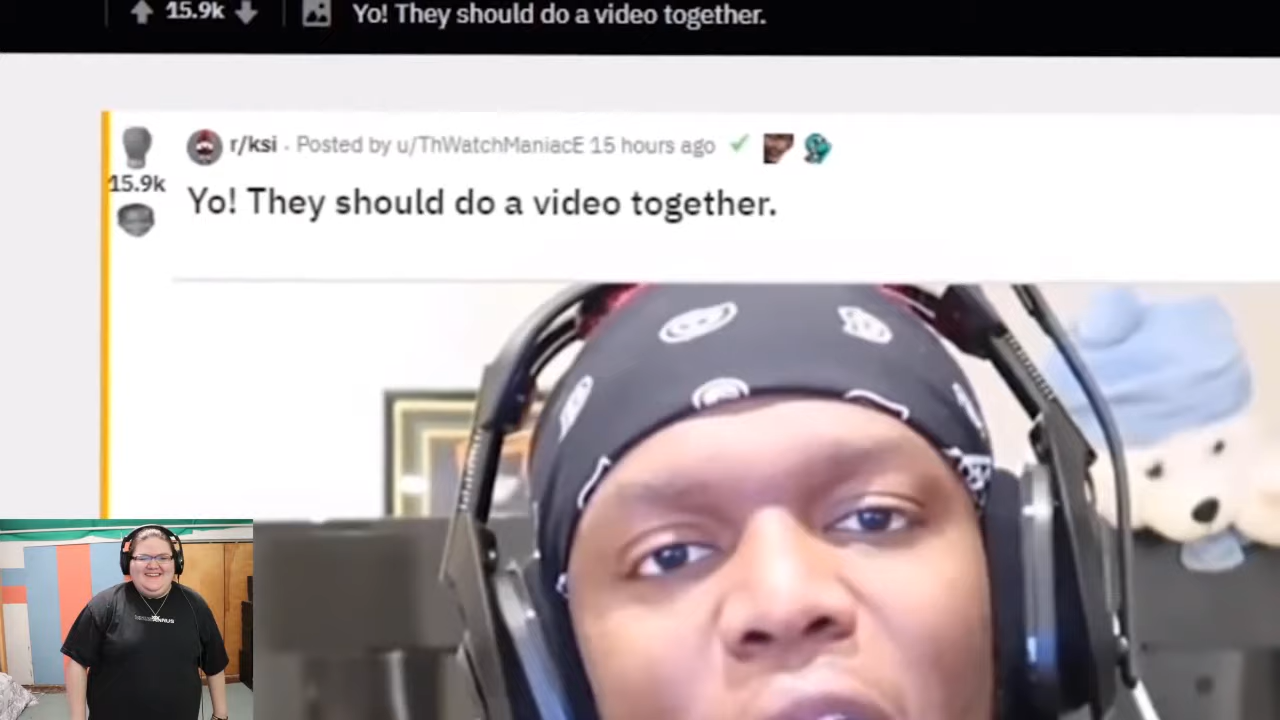 15.9k Yo! They should do a video together.
r/ksi . Posted by u/ThWatchManiacE 15 hours ago
15.9k
Yo! They should do a video together.